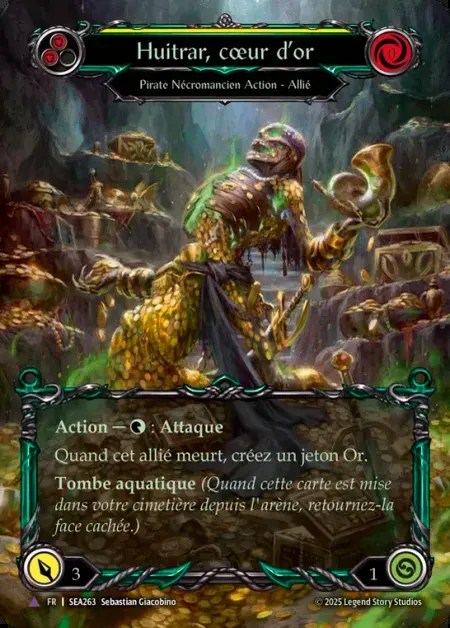 Huitrar, cœur d'or
Pirate Nécromancien Action - Allié
Action — : Attaque
Quand cet allié meurt, créez un jeton Or.
Tombe aquatique (Quand cette carte est mise
dans votre cimetière depuis l'arène, retournez-la
face cachée.)
3
1
FR | SEA263 Sebastian Giacobino
© 2025 Legend Story Studios